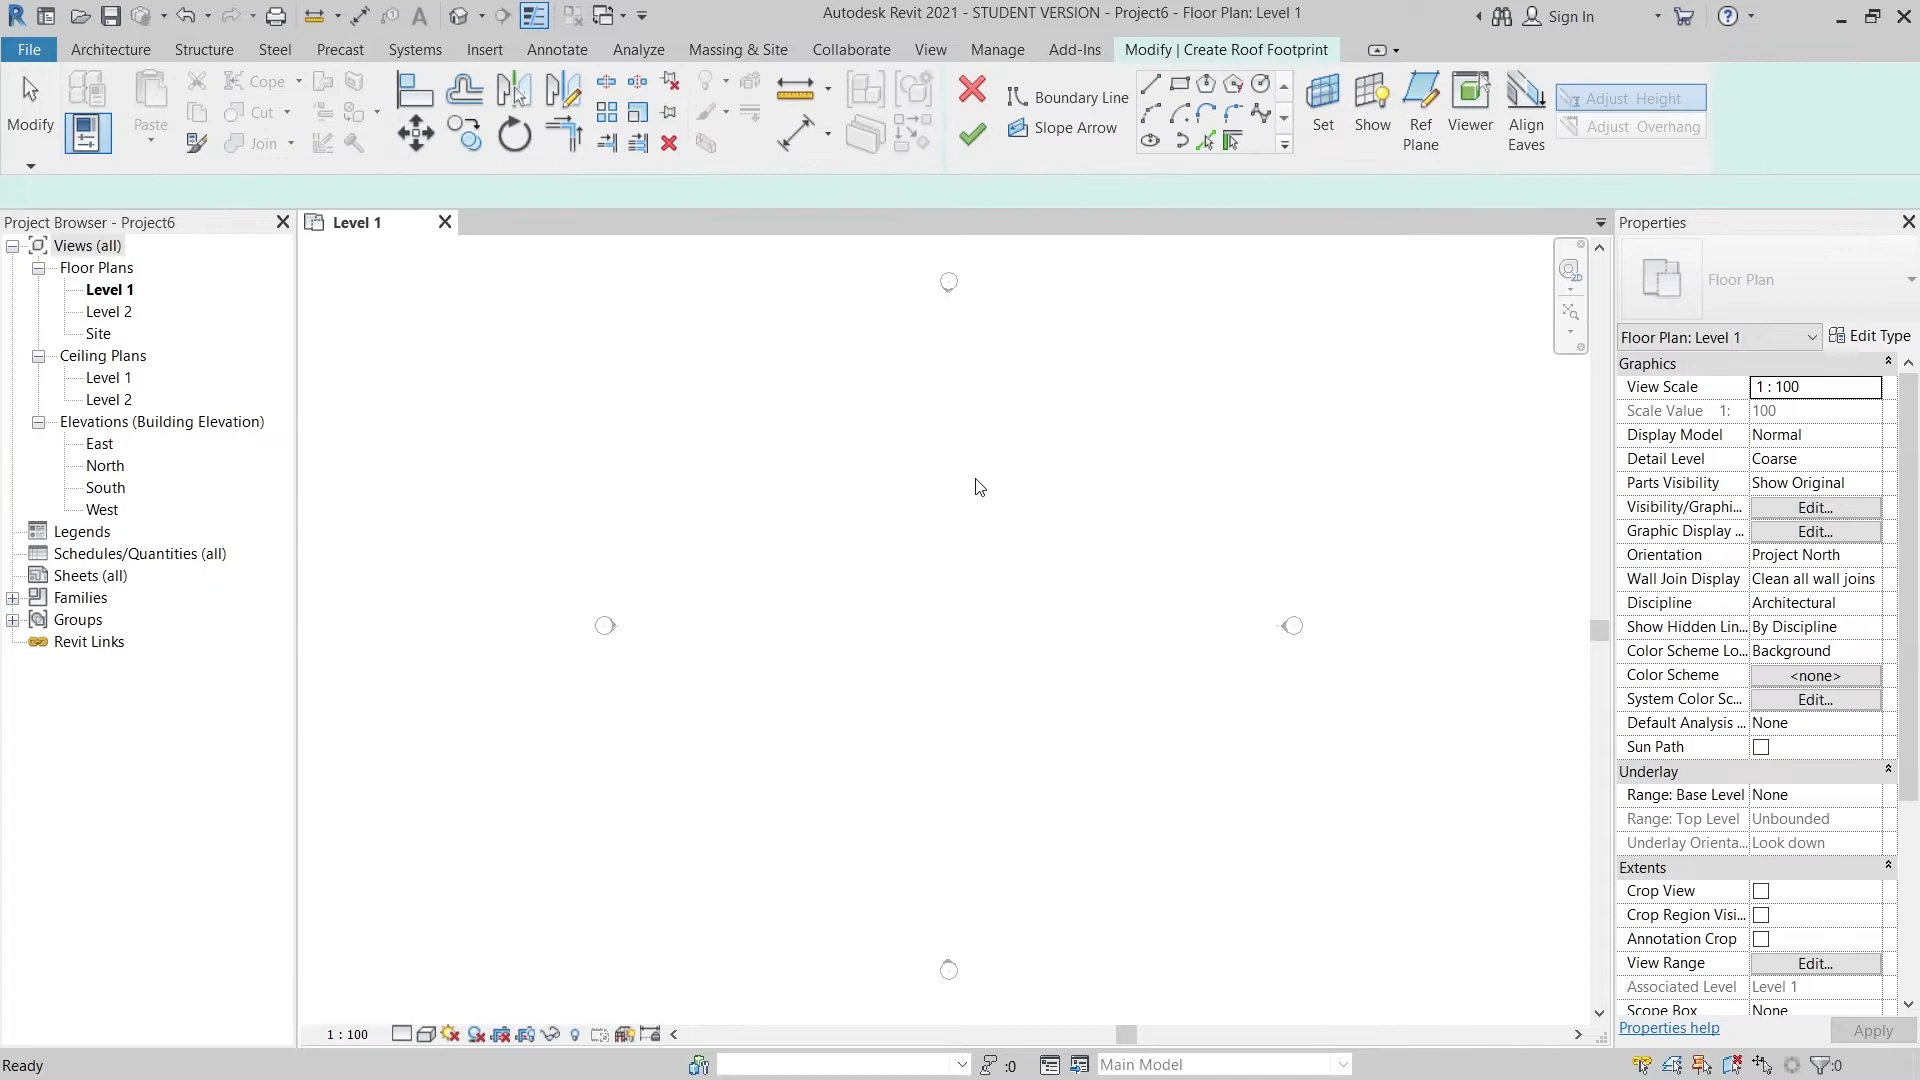 Autodesk Revit 2021 - STUDENT VERSION - Project6 - Floor Plan: Level 1
Sign In
File
Architecture
Structure
Steel
Precast
Systems
Insert
Annotate
Analyze
Massing & Site
Collaborate
View
Manage
Add-Ins
Modify | Create Roof Footprint
Modify
Paste
Cope
Cut
Join
Boundary Line
Slope Arrow
Set
Show
Ref
Plane
Viewer
Align
Eaves
Adjust Height
Adjust Overhang
Project Browser - Project6
Views (all)
Floor Plans
Level 1
Level 2
Site
Ceiling Plans
Level 1
Level 2
Elevations (Building Elevation)
East
North
South
West
Legends
Schedules/Quantities (all)
Sheets (all)
Families
Groups
Revit Links
Level 1
2D
Properties
Floor Plan
Floor Plan: Level 1
Edit Type
Graphics
View Scale 1 : 100
Scale Value 1: 100
Display Model Normal
Detail Level Coarse
Parts Visibility Show Original
Visibility/Graphi... Edit...
Graphic Display ... Edit...
Orientation Project North
Wall Join Display Clean all wall joins
Discipline Architectural
Show Hidden Lin... By Discipline
Color Scheme Lo... Background
Color Scheme <none>
System Color Sc... Edit...
Default Analysis ... None
Sun Path
Underlay
Range: Base Level None
Range: Top Level Unbounded
Underlay Orienta... Look down
Extents
Crop View
Crop Region Visi...
Annotation Crop
View Range Edit...
Associated Level Level 1
Scope Box None
Properties help
Apply
1 : 100
Ready
:0
Main Model
:0